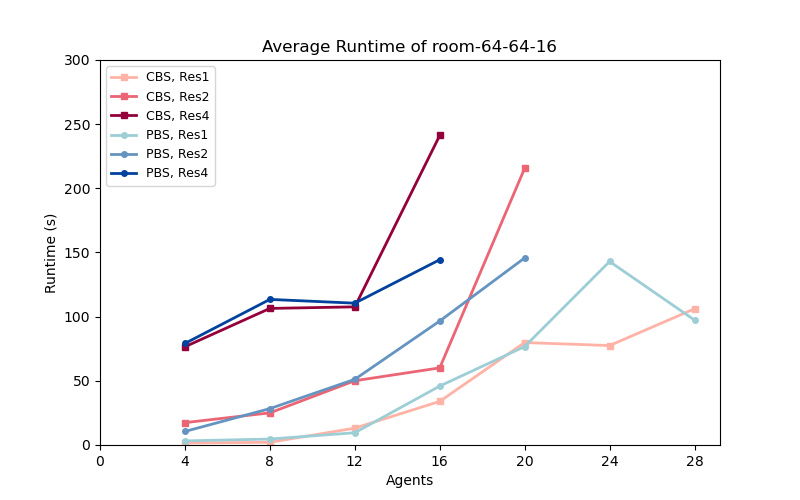 Average Runtime of room-64-64-16
300
250
200
150
100
50
0
Runtime (s)
CBS, Res1
CBS, Res2
CBS, Res4
PBS, Res1
PBS, Res2
PBS, Res4
0 4 8 12 16 20 24 28
Agents